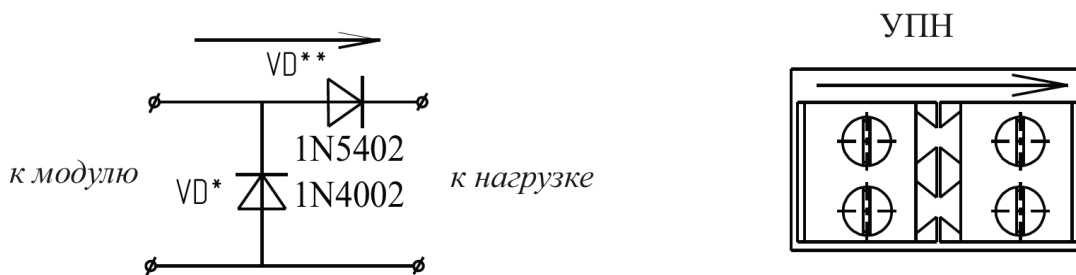 УПН
VD**
1N5402
к модулю
VD*
1N4002
к нагрузке